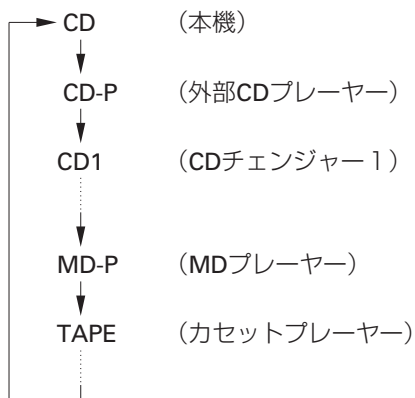 CD （本機）
CD-P （外部CDプレーヤー）
CD1 （CDチェンジャー１）
MD-P （MDプレーヤー）
TAPE （カセットプレーヤー）